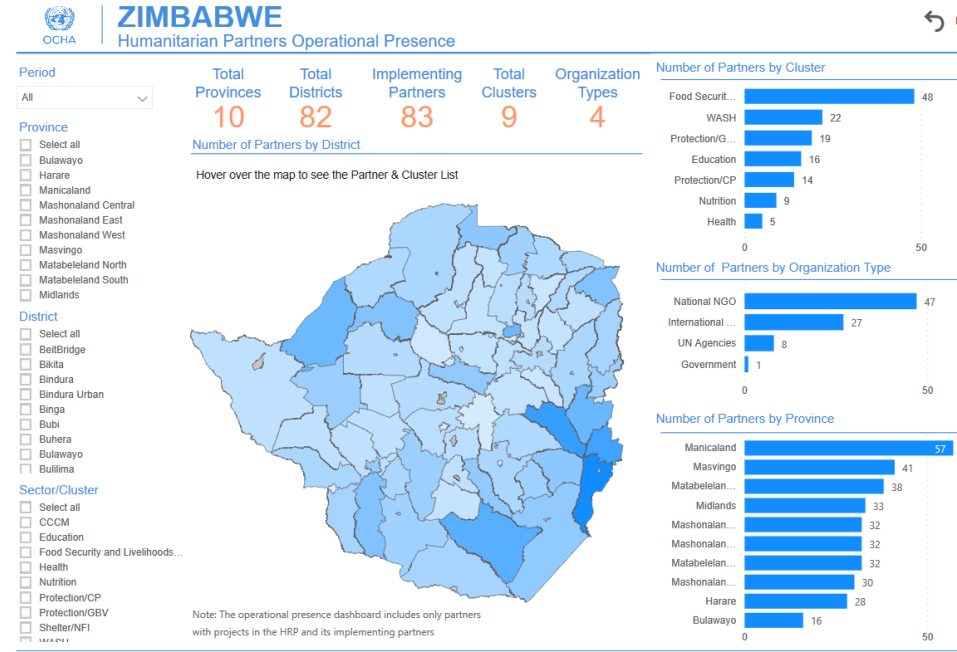 OCHA
ZIMBABWE
Humanitarian Partners Operational Presence
Period
All
Province
Select all
Bulawayo
Harare
Manicaland
Mashonaland Central
Mashonaland East
Mashonaland West
Masvingo
Matabeleland North
Matabeleland South
Midlands
District
Select all
BeitBridge
Bikita
Bindura
Bindura Urban
Binga
Bubi
Buhera
Bulawayo
Bulilima
Sector/Cluster
Select all
CCCM
Education
Food Security and Livelihoods...
Health
Nutrition
Protection/CP
Protection/GBV
Shelter/NFI
WASH
Total Provinces
10
Total Districts
82
Implementing Partners
83
Total Clusters
9
Organization Types
4
Number of Partners by District
Hover over the map to see the Partner & Cluster List
Note: The operational presence dashboard includes only partners
with projects in the HRP and its implementing partners
Number of Partners by Cluster
Food Securit... 48
WASH 22
Protection/G... 19
Education 16
Protection/CP 14
Nutrition 9
Health 5
0 50
Number of Partners by Organization Type
National NGO 47
International ... 27
UN Agencies 8
Government 1
0 50
Number of Partners by Province
Manicaland 57
Masvingo 41
Matabelelan... 38
Midlands 33
Mashonalan... 32
Mashonalan... 32
Matabelelan... 32
Mashonalan... 30
Harare 28
Bulawayo 16
0 50